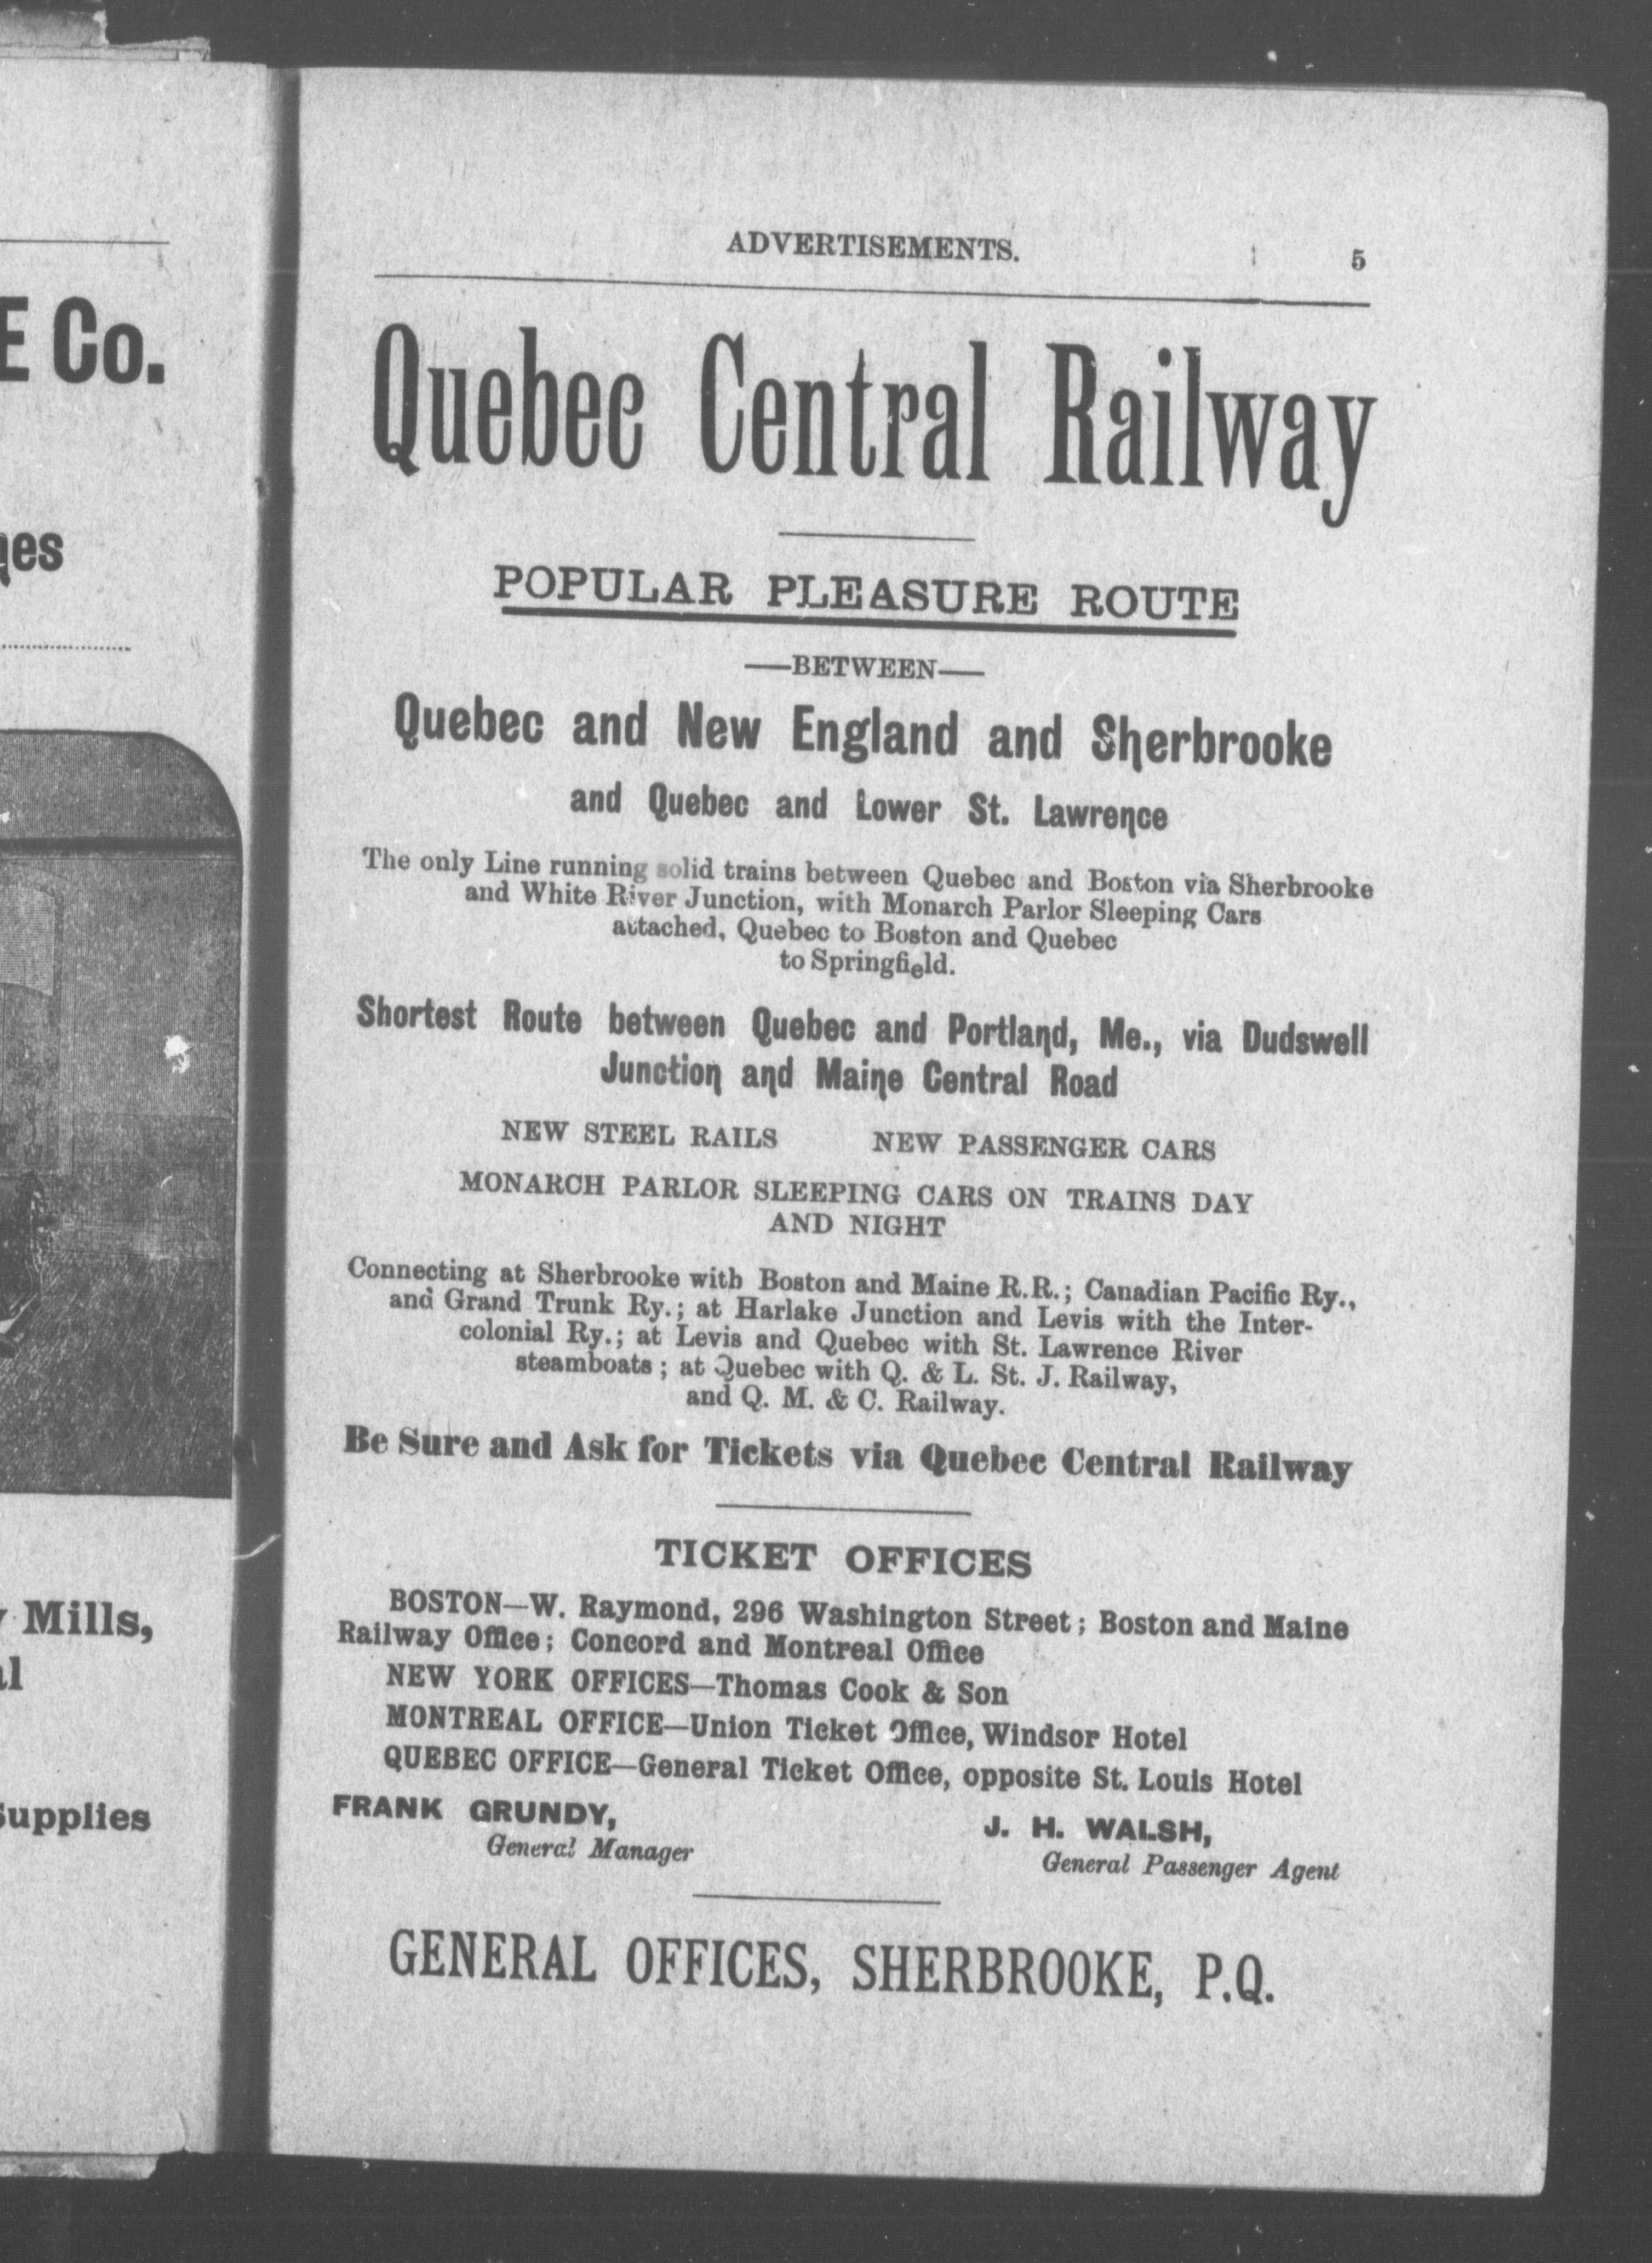 E Co.
es
Mills,
Supplies
ADVERTISEMENTS. 5
Quebec Central Railway
POPULAR PLEASURE ROUTE
—BETWEEN—
Quebec and New England and Sherbrooke
and Quebec and Lower St. Lawrence
The only Line running solid trains between Quebec and Boston via Sherbrooke
and White River Junction, with Monarch Parlor Sleeping Cars
attached, Quebec to Boston and Quebec
to Springfield.
Shortest Route between Quebec and Portland, Me., via Dudswell
Junction and Maine Central Road
NEW STEEL RAILS NEW PASSENGER CARS
MONARCH PARLOR SLEEPING CARS ON TRAINS DAY
AND NIGHT
Connecting at Sherbrooke with Boston and Maine R.R.; Canadian Pacific Ry.,
and Grand Trunk Ry.; at Harlake Junction and Levis with the Inter-
colonial Ry.; at Levis and Quebec with St. Lawrence River
steamboats; at Quebec with Q. & L. St. J. Railway,
and Q. M. & C. Railway.
Be Sure and Ask for Tickets via Quebec Central Railway
TICKET OFFICES
BOSTON—W. Raymond, 296 Washington Street; Boston and Maine
Railway Office; Concord and Montreal Office
NEW YORK OFFICES—Thomas Cook & Son
MONTREAL OFFICE—Union Ticket Office, Windsor Hotel
QUEBEC OFFICE—General Ticket Office, opposite St. Louis Hotel
FRANK GRUNDY, J. H. WALSH,
General Manager General Passenger Agent
GENERAL OFFICES, SHERBROOKE, P.Q.